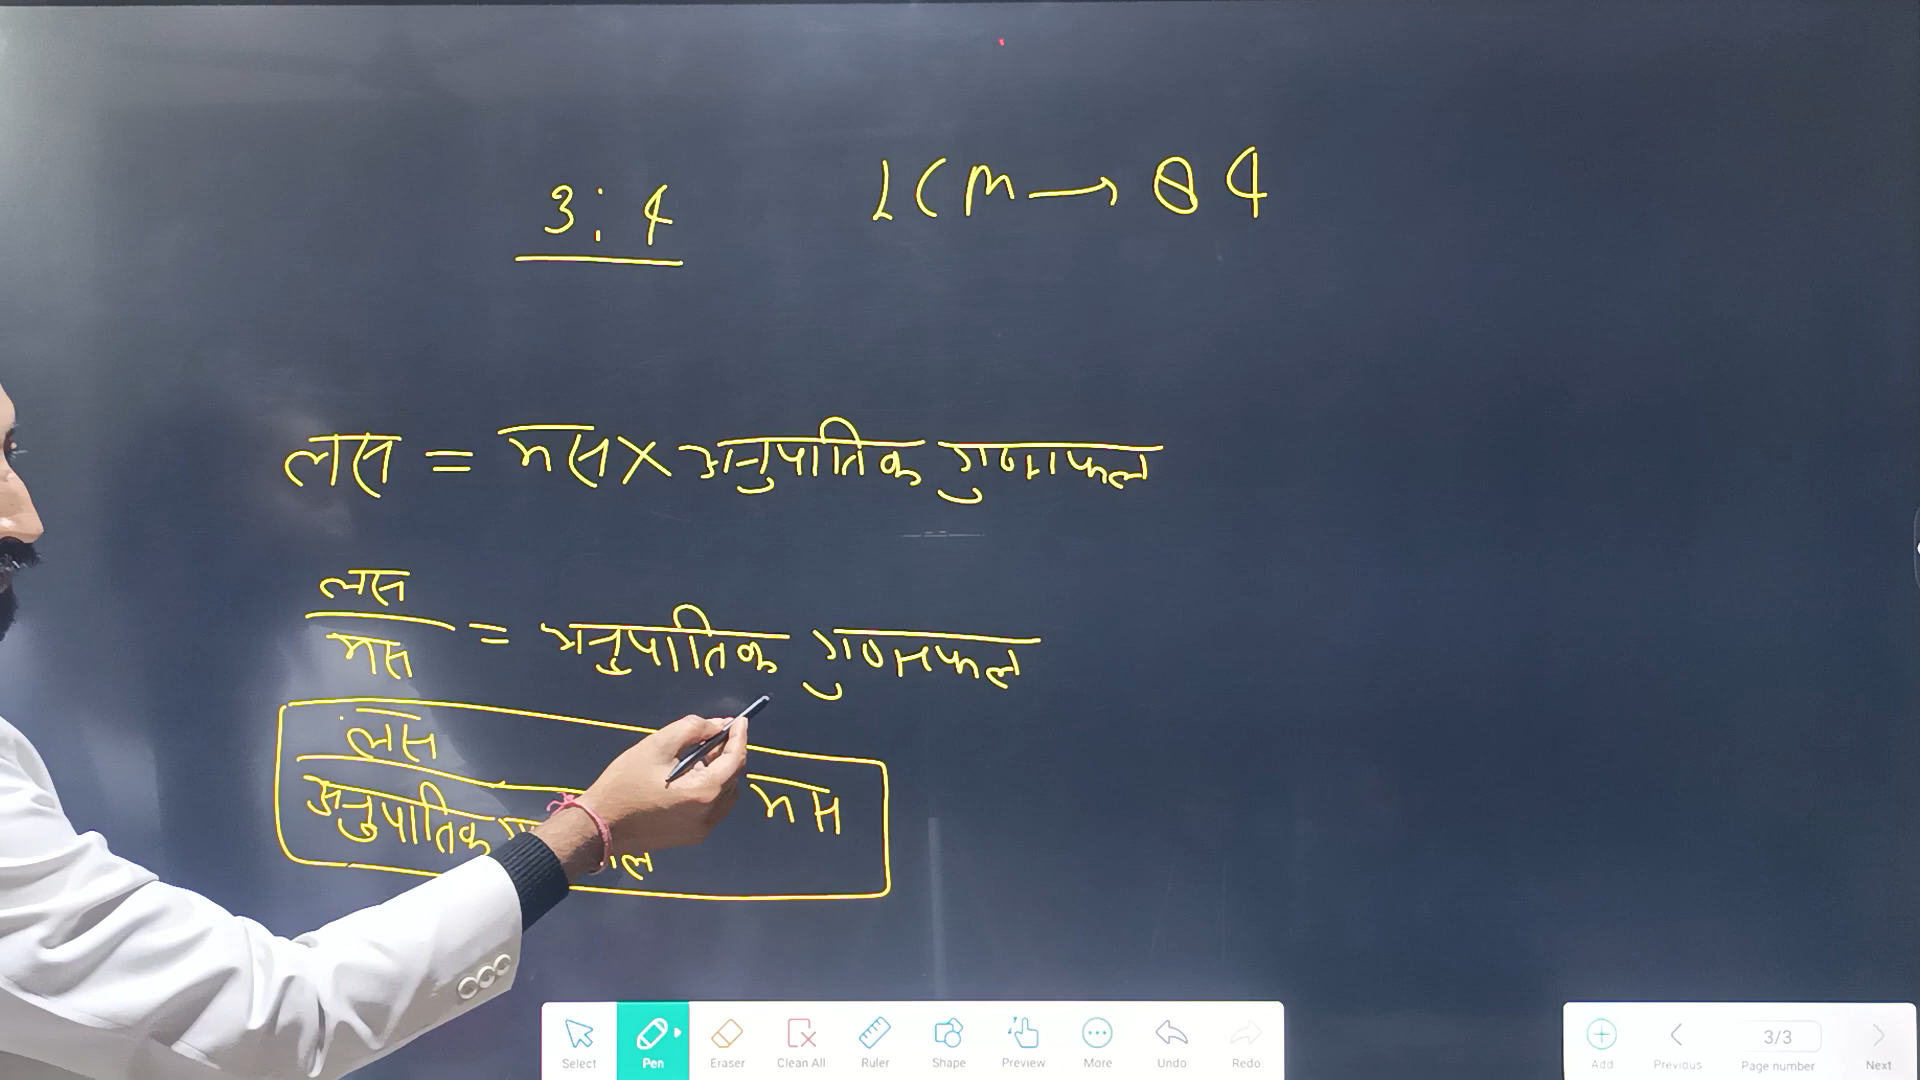 3:4
LCM → 84
लस = मस X अनुपातिक गुणनफल
लस
मस
= अनुपातिक गुणनफल
लस
अनुपातिक
मस
Select
Pen
Eraser
Clean All
Ruler
Shape
Preview
More
Undo
Redo
Add
Previous
3/3
Page number
Next